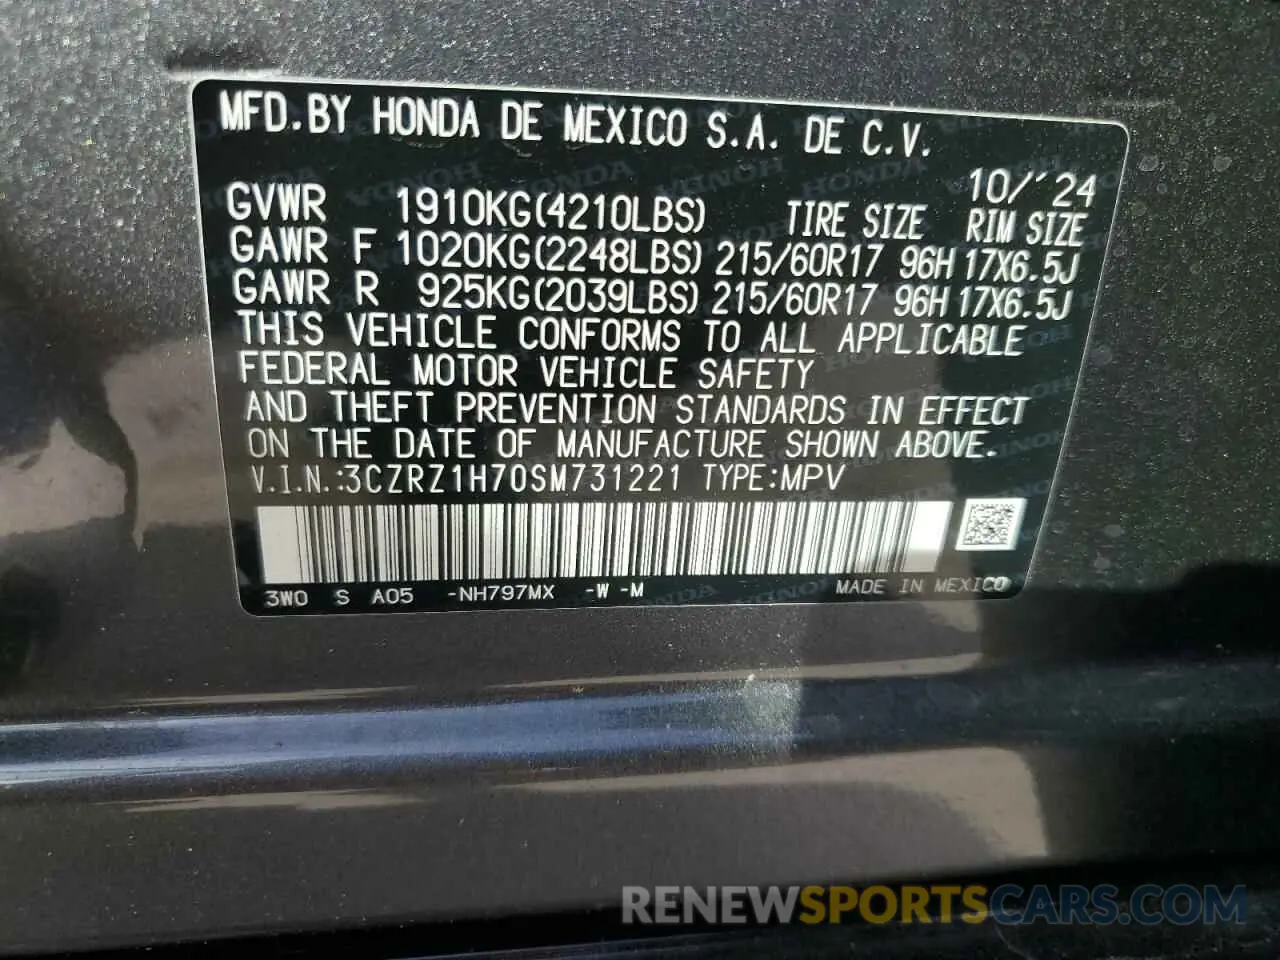 MFD.BY HONDA DE MEXICO S.A. DE C.V.
10/'24
GVWR 1910KG(4210LBS) TIRE SIZE RIM SIZE
GAWR F 1020KG(2248LBS) 215/60R17 96H 17X6.5J
GAWR R 925KG(2039LBS) 215/60R17 96H 17X6.5J
THIS VEHICLE CONFORMS TO ALL APPLICABLE
FEDERAL MOTOR VEHICLE SAFETY
AND THEFT PREVENTION STANDARDS IN EFFECT
ON THE DATE OF MANUFACTURE SHOWN ABOVE.
V.I.N.:3CZRZ1H70SM731221 TYPE:MPV
3W0 S A05 -NH797MX -W -M MADE IN MEXICO
RENEWSPORTSCARS.COM